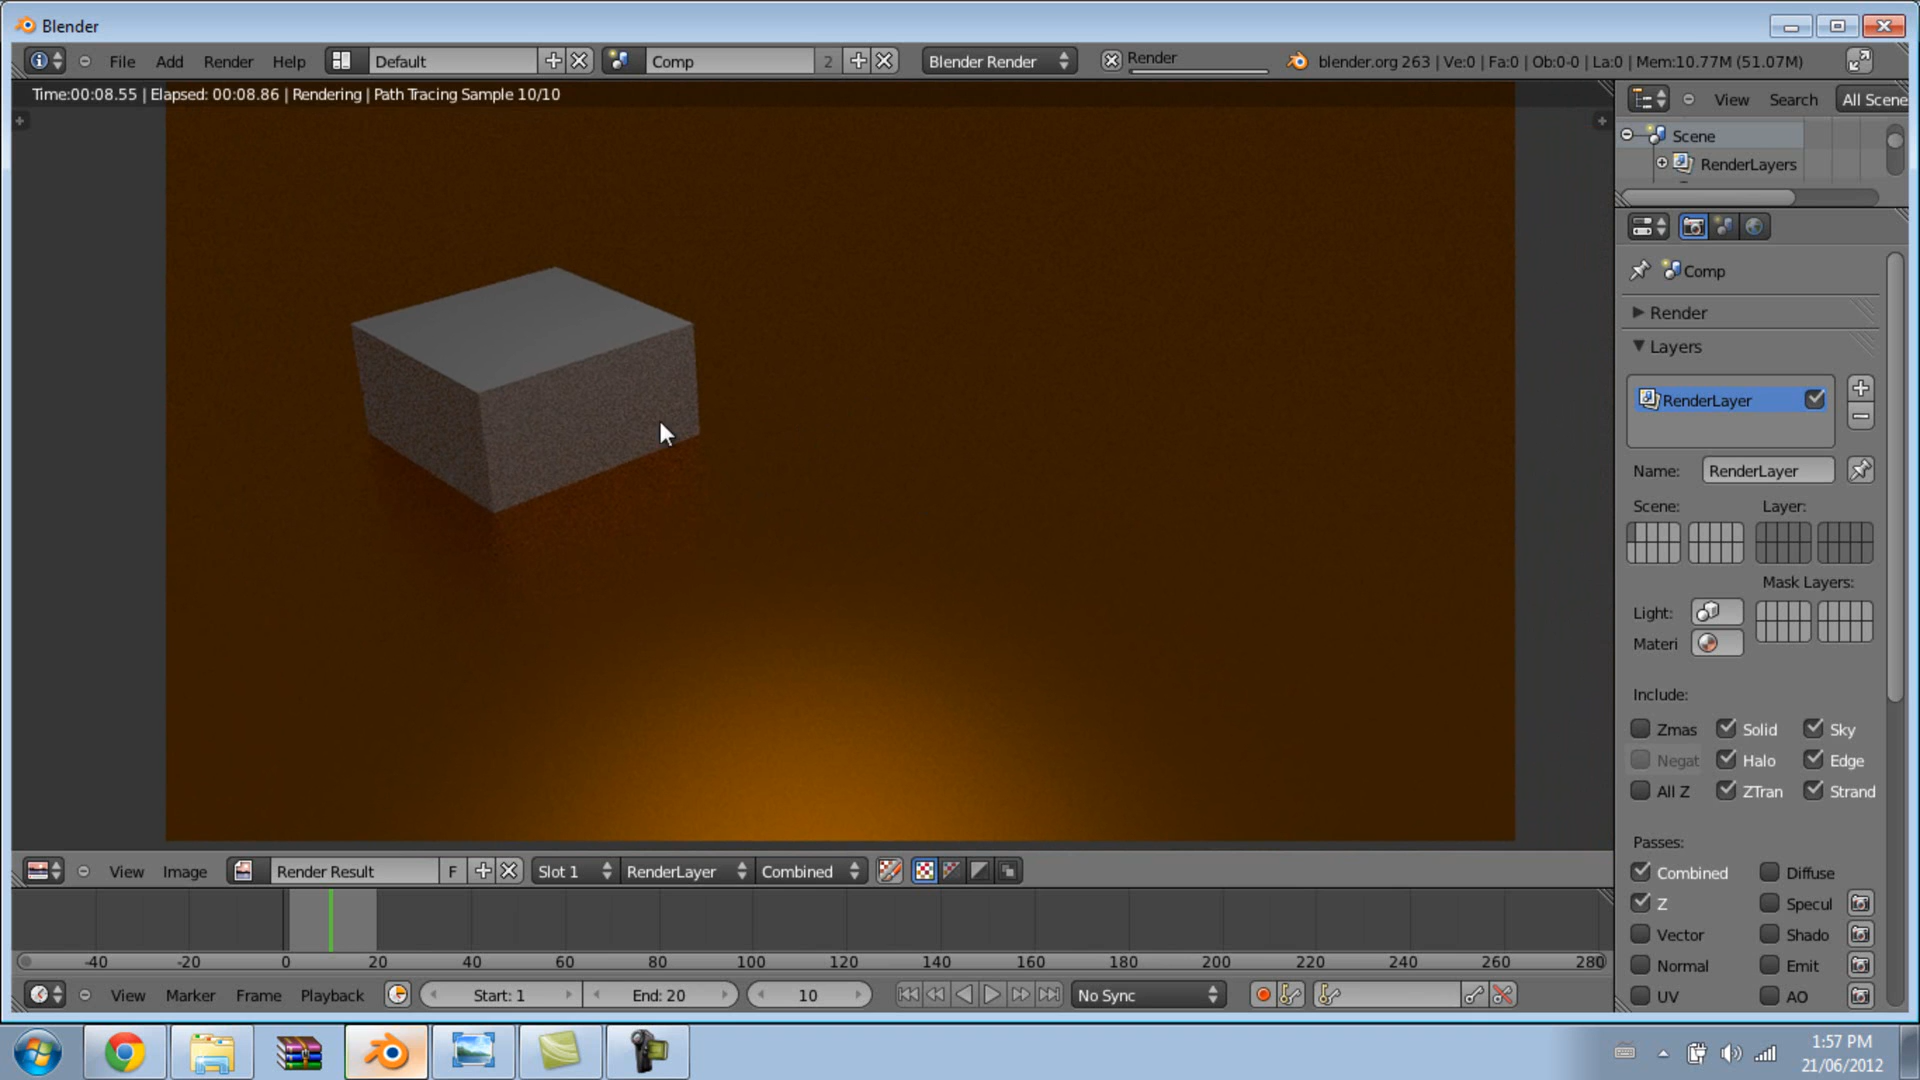 Blender
File Add Render Help Default Comp 2 Blender Render Render blender.org 263 | Ve:0 | Fa:0 | Ob:0-0 | La:0 | Mem:10.77M (51.07M)
Time:00:08.55 | Elapsed: 00:08.86 | Rendering | Path Tracing Sample 10/10
View Search All Scene
Scene
RenderLayers
Comp
Render
Layers
RenderLayer
Name: RenderLayer
Scene: Layer:
Mask Layers:
Light:
Materi
Include:
Zmas Solid Sky
Negat Halo Edge
All Z ZTran Strand
Passes:
Combined Diffuse
Z Specul
Vector Shado
Normal Emit
UV AO
View Image Render Result F Slot 1 RenderLayer Combined
-40 -20 0 20 40 60 80 100 120 140 160 180 200 220 240 260 280
View Marker Frame Playback Start: 1 End: 20 10 No Sync
1:57 PM
21/06/2012